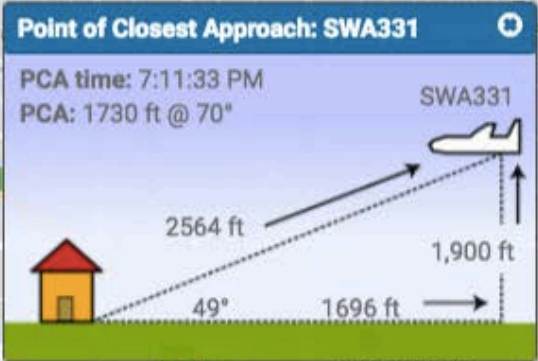 Point of Closest Approach: SWA331
PCA time: 7:11:33 PM
PCA: 1730 ft @ 70°
SWA331
2564 ft
1,900 ft
49°
1696 ft